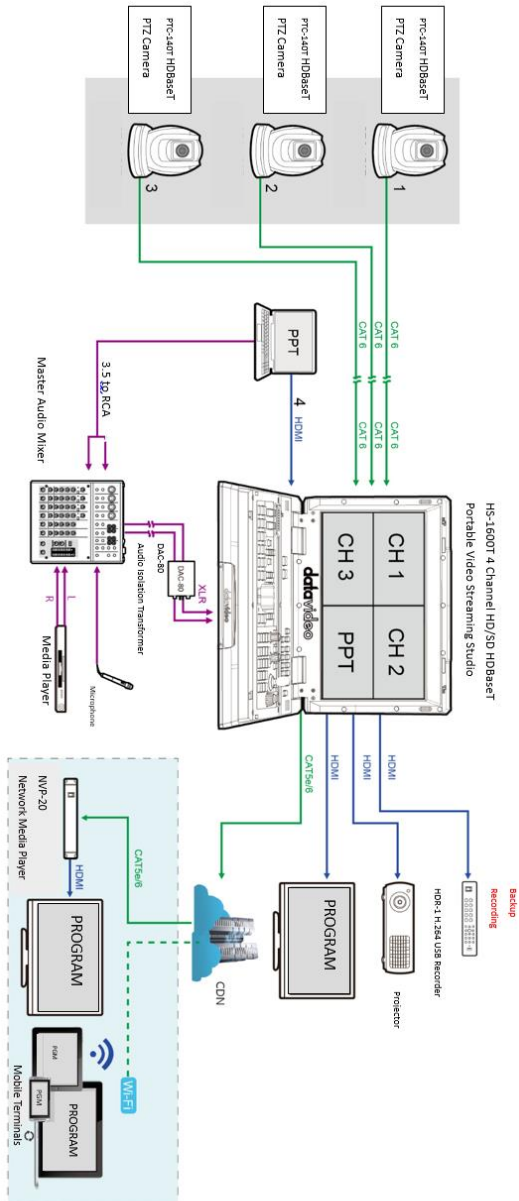 PTC-140T HDBaseT
PTZ Camera
PTC-140T HDBaseT
PTZ Camera
PTC-140T HDBaseT
PTZ Camera
1
2
3
CAT 6
CAT 6
CAT 6
CAT 6
CAT 6
CAT 6
PPT
4
HDMI
3.5 to RCA
Master Audio Mixer
HS-1600T 4 Channel HD/SD HDBaseT
Portable Video Streaming Studio
CH 1
CH 2
CH 3
PPT
datavideo
datavideo
XLR
DAC-80
DAC-80
Audio Isolation Transformer
L
R
Microphone
Media Player
HDMI
HDMI
HDMI
CAT5e/6
Backup
Recording
HDR-1 H.264 USB Recorder
Projector
PROGRAM
CDN
CAT5e/6
NVP-20
Network Media Player
HDMI
PROGRAM
Wi-Fi
PGM
PGM
PROGRAM
Mobile Terminals